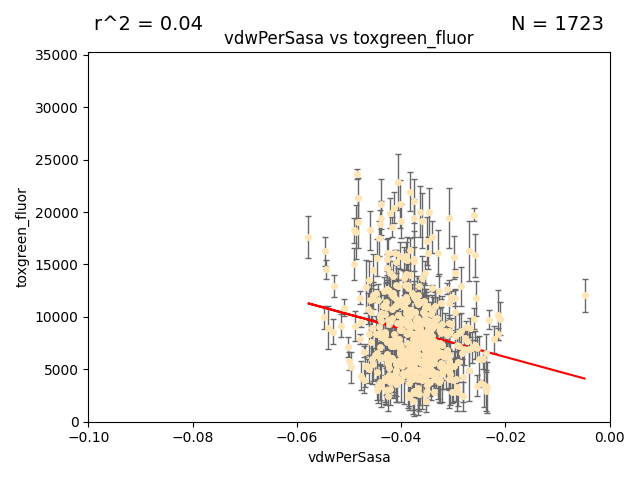 r^2 = 0.04
N = 1723
vdwPerSasa vs toxgreen_fluor
35000
30000
25000
20000
15000
10000
5000
0
toxgreen_fluor
−0.10
−0.08
−0.06
−0.04
−0.02
0.00
vdwPerSasa